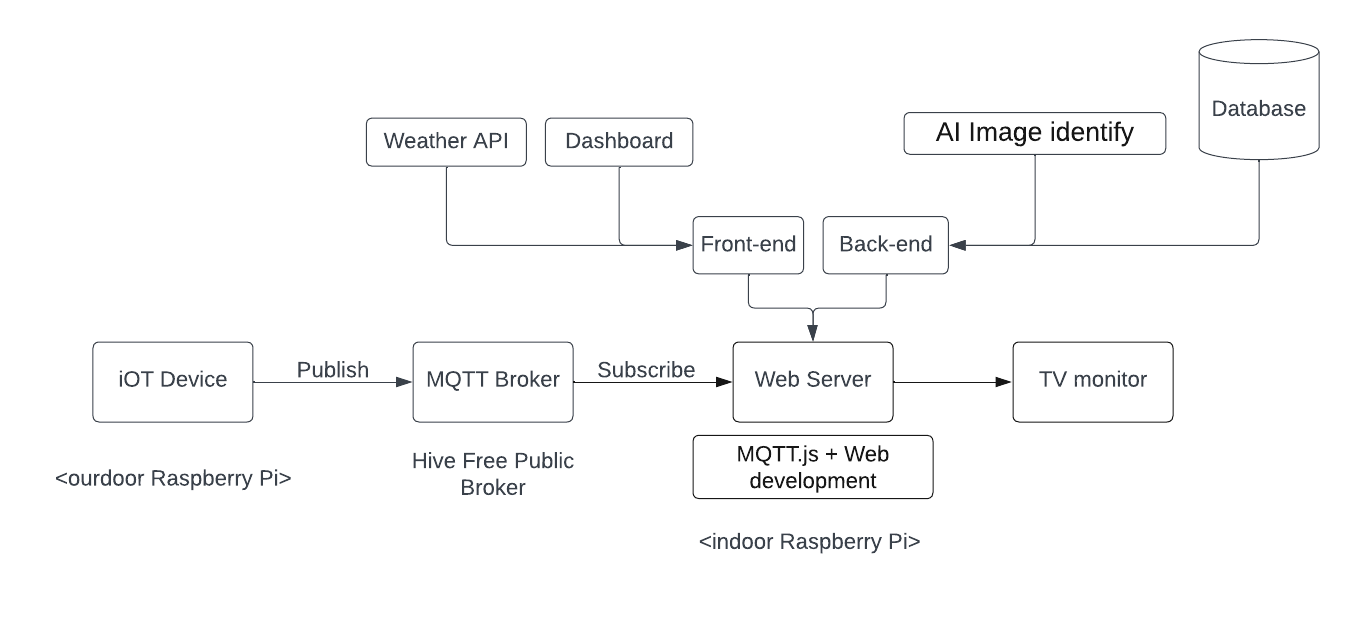 Database
AI Image identify
Weather API
Dashboard
Front-end
Back-end
iOT Device
Publish
MQTT Broker
Subscribe
Web Server
TV monitor
MQTT.js + Web
development
Hive Free Public
Broker
<ourdoor Raspberry Pi>
<indoor Raspberry Pi>